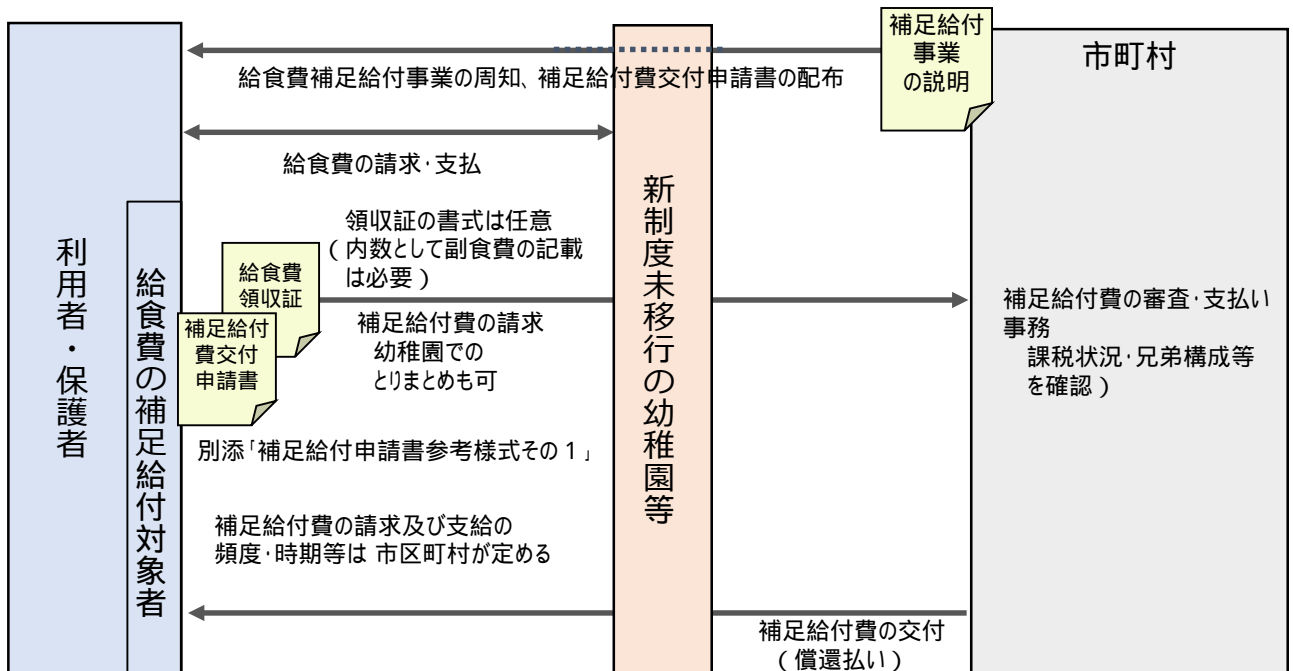 補足給付
事業
の説明
市町村
給食費補足給付事業の周知、補足給付費交付申請書の配布
給食費の請求・支払
利用者・保護者
給食費の補足給付対象者
新制度未移行の幼稚園等
領収証の書式は任意
(内数として副食費の記載
は必要)
給食費
領収証
補足給付
費交付
申請書
補足給付費の請求
幼稚園での
とりまとめも可
補足給付費の審査・支払い
事務
課税状況・兄弟構成等
を確認)
別添「補足給付申請書参考様式その1」
補足給付費の請求及び支給の
頻度・時期等は 市区町村が定める
補足給付費の交付
(償還払い)